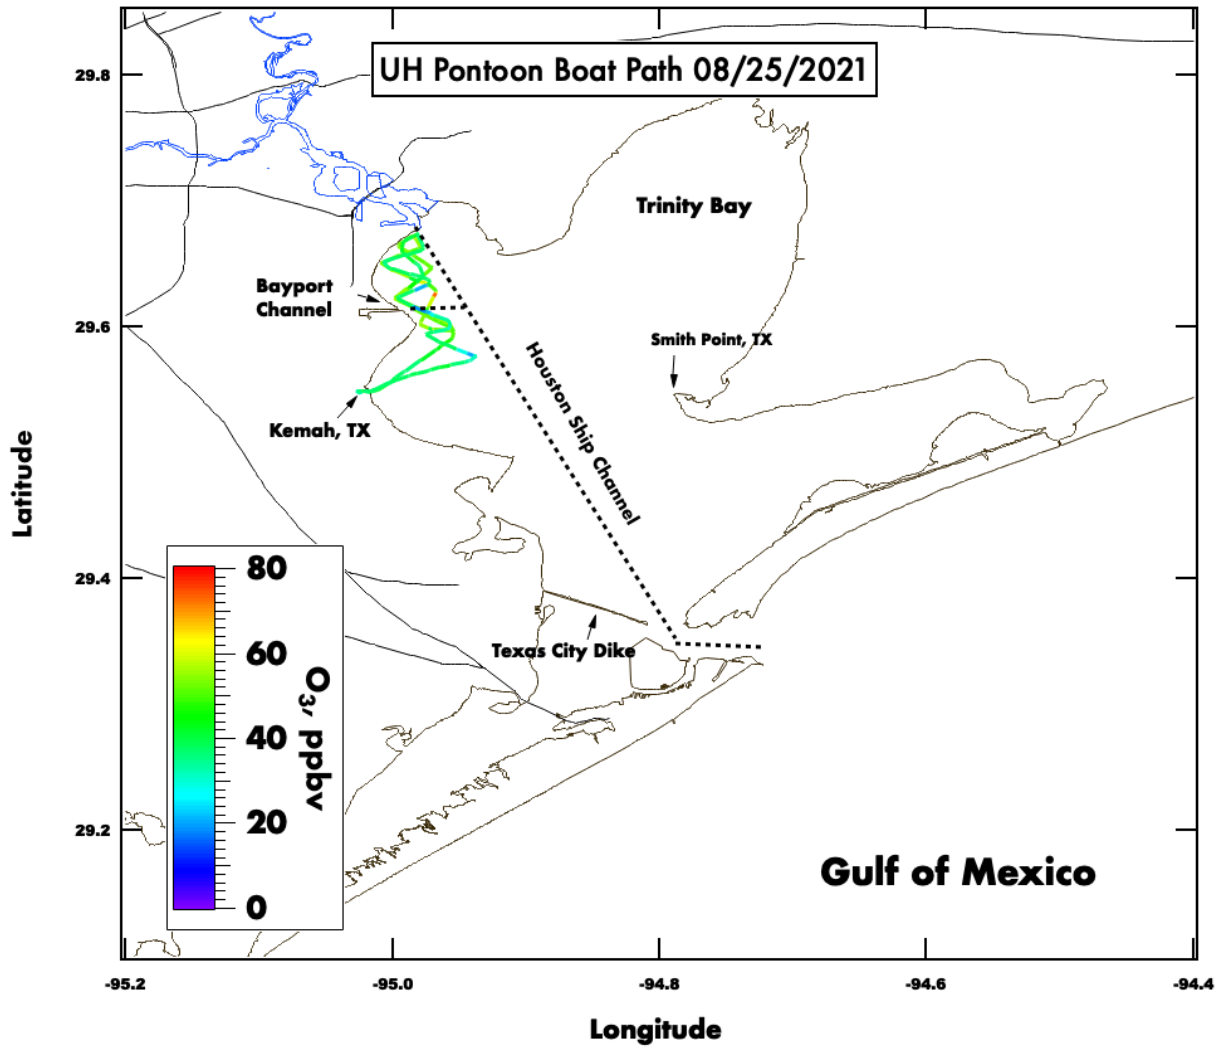 UH Pontoon Boat Path 08/25/2021
29.8
Trinity Bay
Bayport
Channel
29.6
Smith Point, TX
Houston Ship Channel
Kemah, TX
Latitude
29.4
80
60
40
20
0
O3, ppbv
Texas City Dike
29.2
Gulf of Mexico
-95.2
-95.0
-94.8
-94.6
-94.4
Longitude